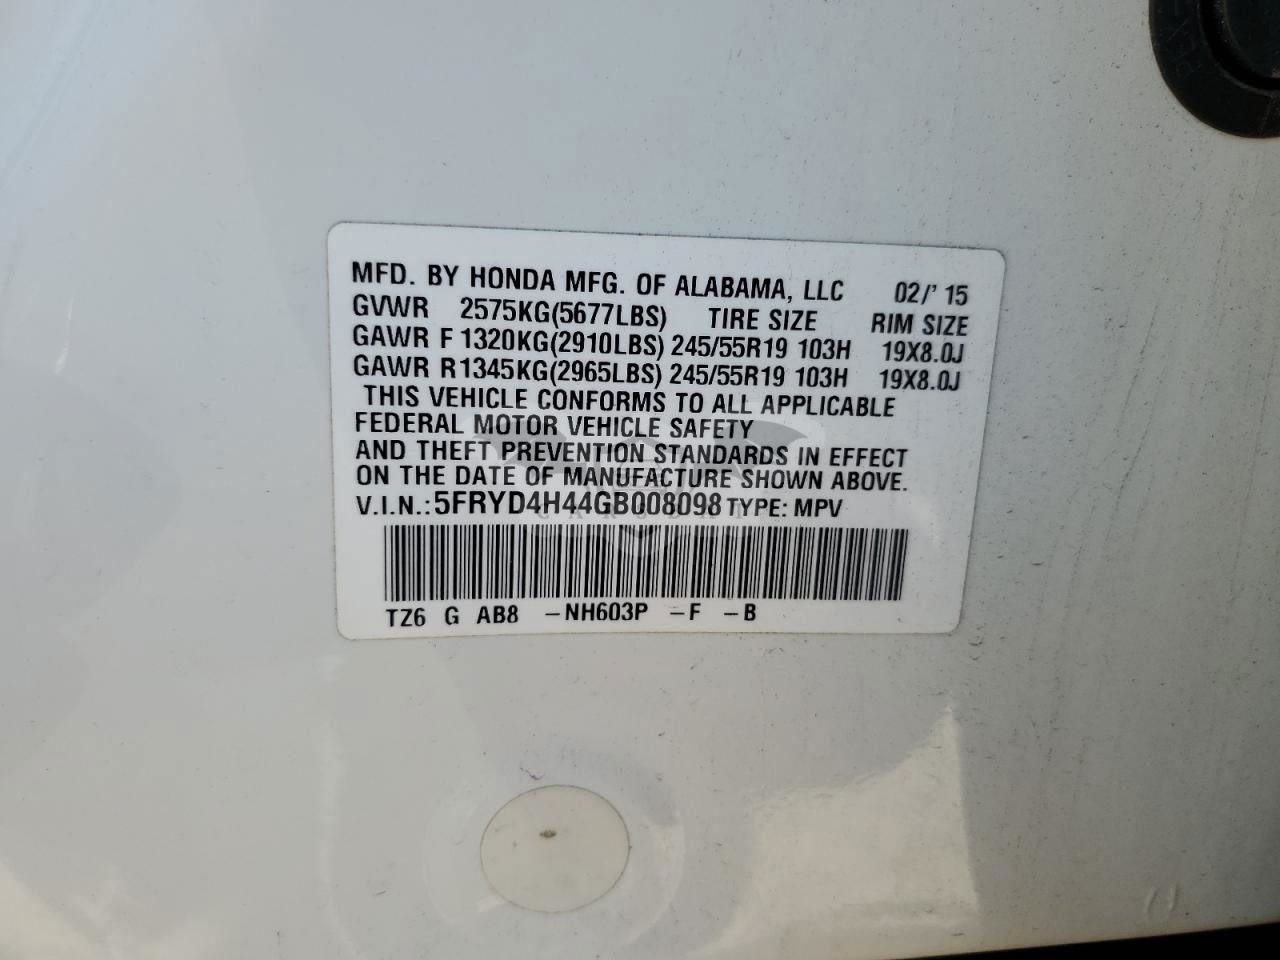 MFD. BY HONDA MFG. OF ALABAMA, LLC 02/' 15
GVWR 2575KG(5677LBS) TIRE SIZE RIM SIZE
GAWR F 1320KG(2910LBS) 245/55R19 103H 19X8.0J
GAWR R 1345KG(2965LBS) 245/55R19 103H 19X8.0J
THIS VEHICLE CONFORMS TO ALL APPLICABLE
FEDERAL MOTOR VEHICLE SAFETY
AND THEFT PREVENTION STANDARDS IN EFFECT
ON THE DATE OF MANUFACTURE SHOWN ABOVE.
V.I.N.: 5FRYD4H44GB008098 TYPE: MPV
TZ6 G AB8 -NH603P -F -B